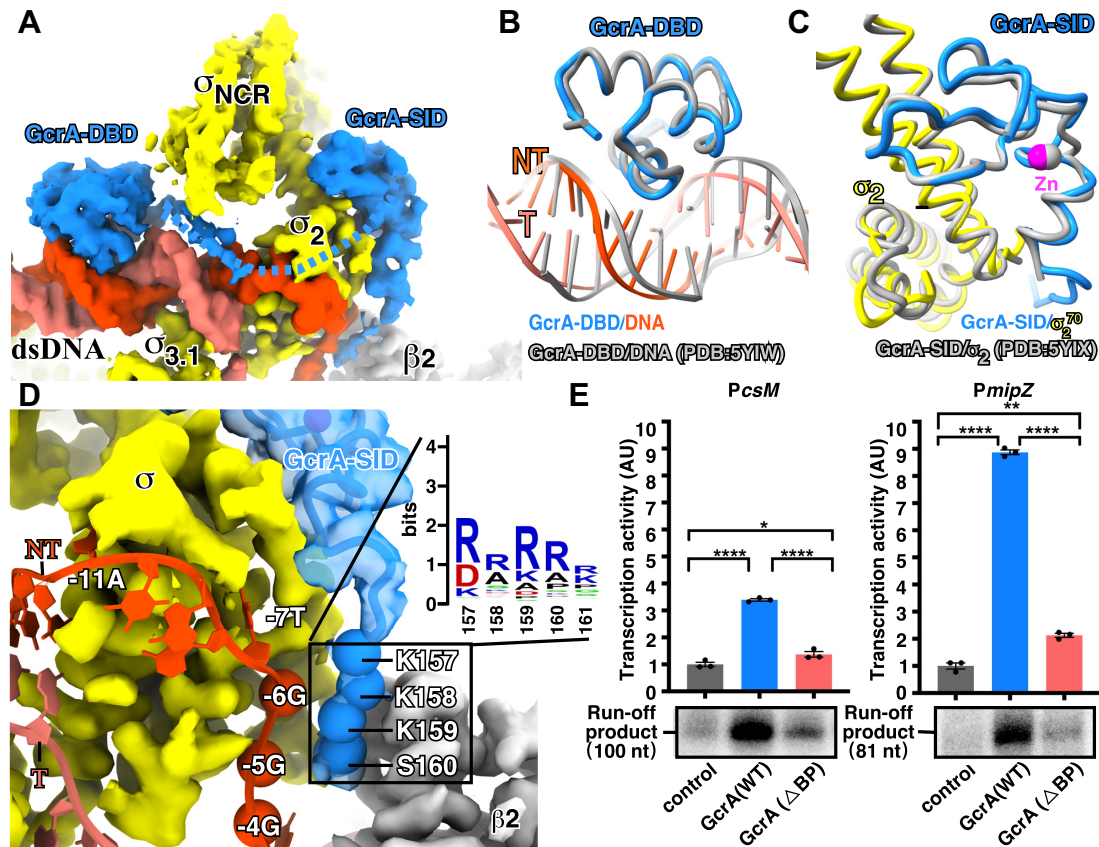 A
σNCR
GcrA-DBD
GcrA-SID
σ2
dsDNA
σ3.1
β2
B
GcrA-DBD
NT
T
GcrA-DBD/DNA
GcrA-DBD/DNA (PDB:5YIW)
C
GcrA-SID
Zn
σ2
GcrA-SID/σ2^70
GcrA-SID/σ2 (PDB:5YIX)
D
GcrA-SID
σ
NT
-11A
-7T
-6G
-5G
-4G
T
K157
K158
K159
S160
β2
bits
4
3
2
1
0
R R R R R
D A K A K
K
157 158 159 160 161
E
PcsM
Transcription activity (AU)
10
9
8
7
6
5
4
3
2
1
0
*
**** ****
Run-off
product
(100 nt)
control
GcrA(WT)
GcrA (△BP)
PmipZ
Transcription activity (AU)
10
9
8
7
6
5
4
3
2
1
0
**
**** ****
Run-off
product
(81 nt)
control
GcrA(WT)
GcrA (△BP)